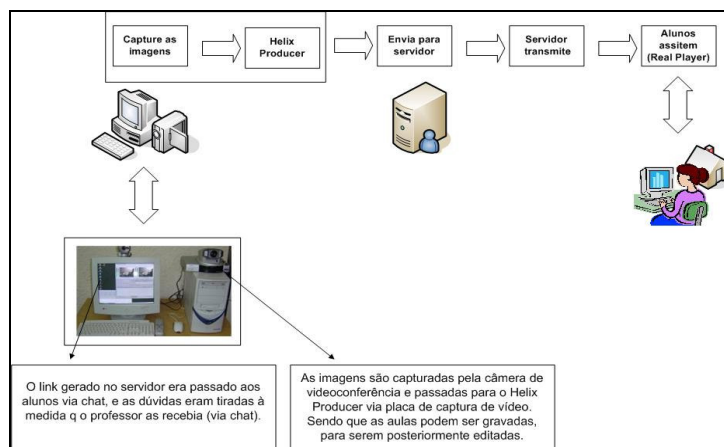 Capture as
imagens
Helix
Producer
Envia para
servidor
Servidor
transmite
Alunos
assitem
(Real Player)
O link gerado no servidor era passado aos
alunos via chat, e as dúvidas eram tiradas à
medida q o professor as recebia (via chat).
As imagens são capturadas pela câmera de
videoconferência e passadas para o Helix
Producer via placa de captura de vídeo.
Sendo que as aulas podem ser gravadas,
para serem posteriormente editadas.